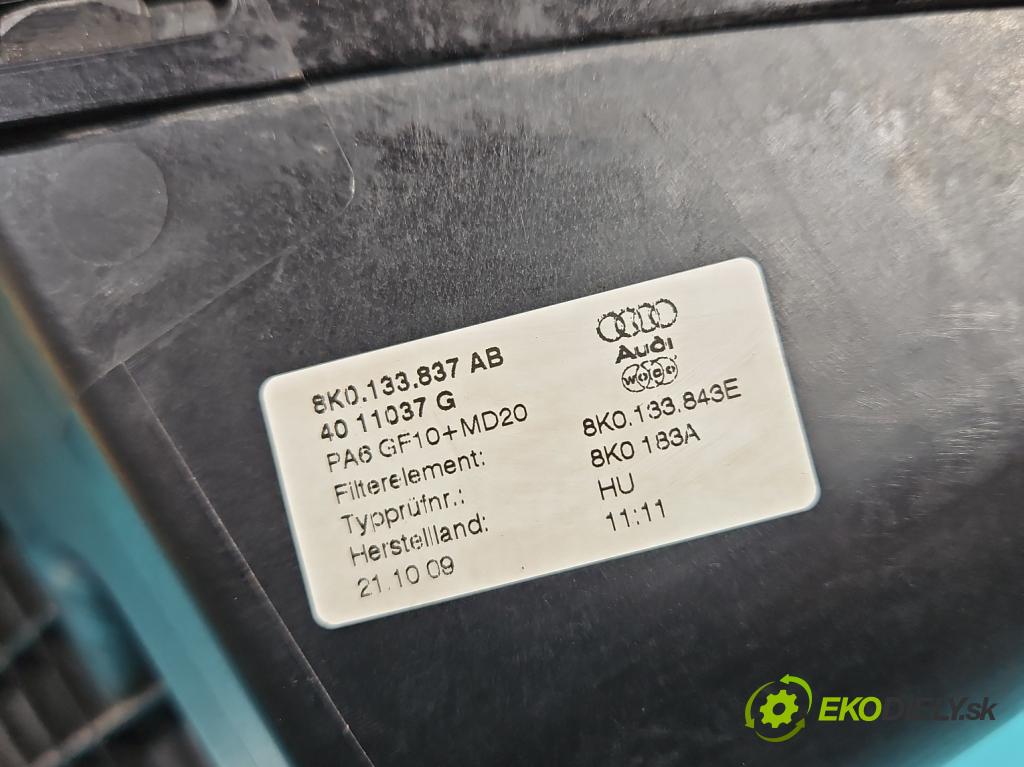 Audi
WOCO
8K0.133.837 AB
40 11037 G
PA6 GF10+MD20
Filterelement: 8K0.133.843E
Typprüfnr.: 8K0 183A
Herstellland: HU
21.10 09 11:11
EKODIELY.sk